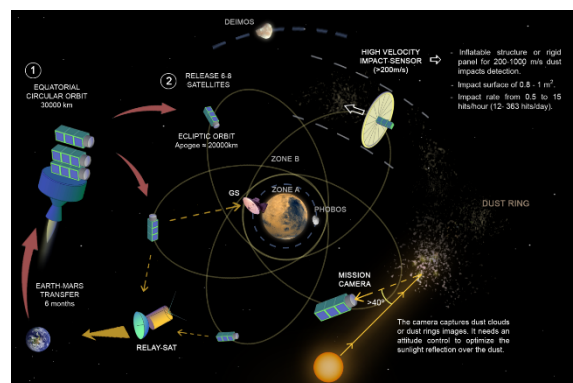 DEIMOS
HIGH VELOCITY
IMPACT-SENSOR
(>200m/s)
- Inflatable structure or rigid
panel for 200-1000 m/s dust
impacts detection.
- Impact surface of 0.8 - 1 m².
- Impact rate from 0.5 to 15
hits/hour (12- 363 hits/day).
1
EQUATORIAL
CIRCULAR ORBIT
30000 km
2
RELEASE 6-8
SATELLITES
ECLIPTIC ORBIT
Apogee ≈ 20000km
ZONE B
ZONE A
GS
PHOBOS
DUST RING
MISSION
CAMERA
>40º
EARTH-MARS
TRANSFER
6 months
RELAY-SAT
The camera captures dust clouds
or dust rings images. It needs an
attitude control to optimize the
sunlight reflection over the dust.